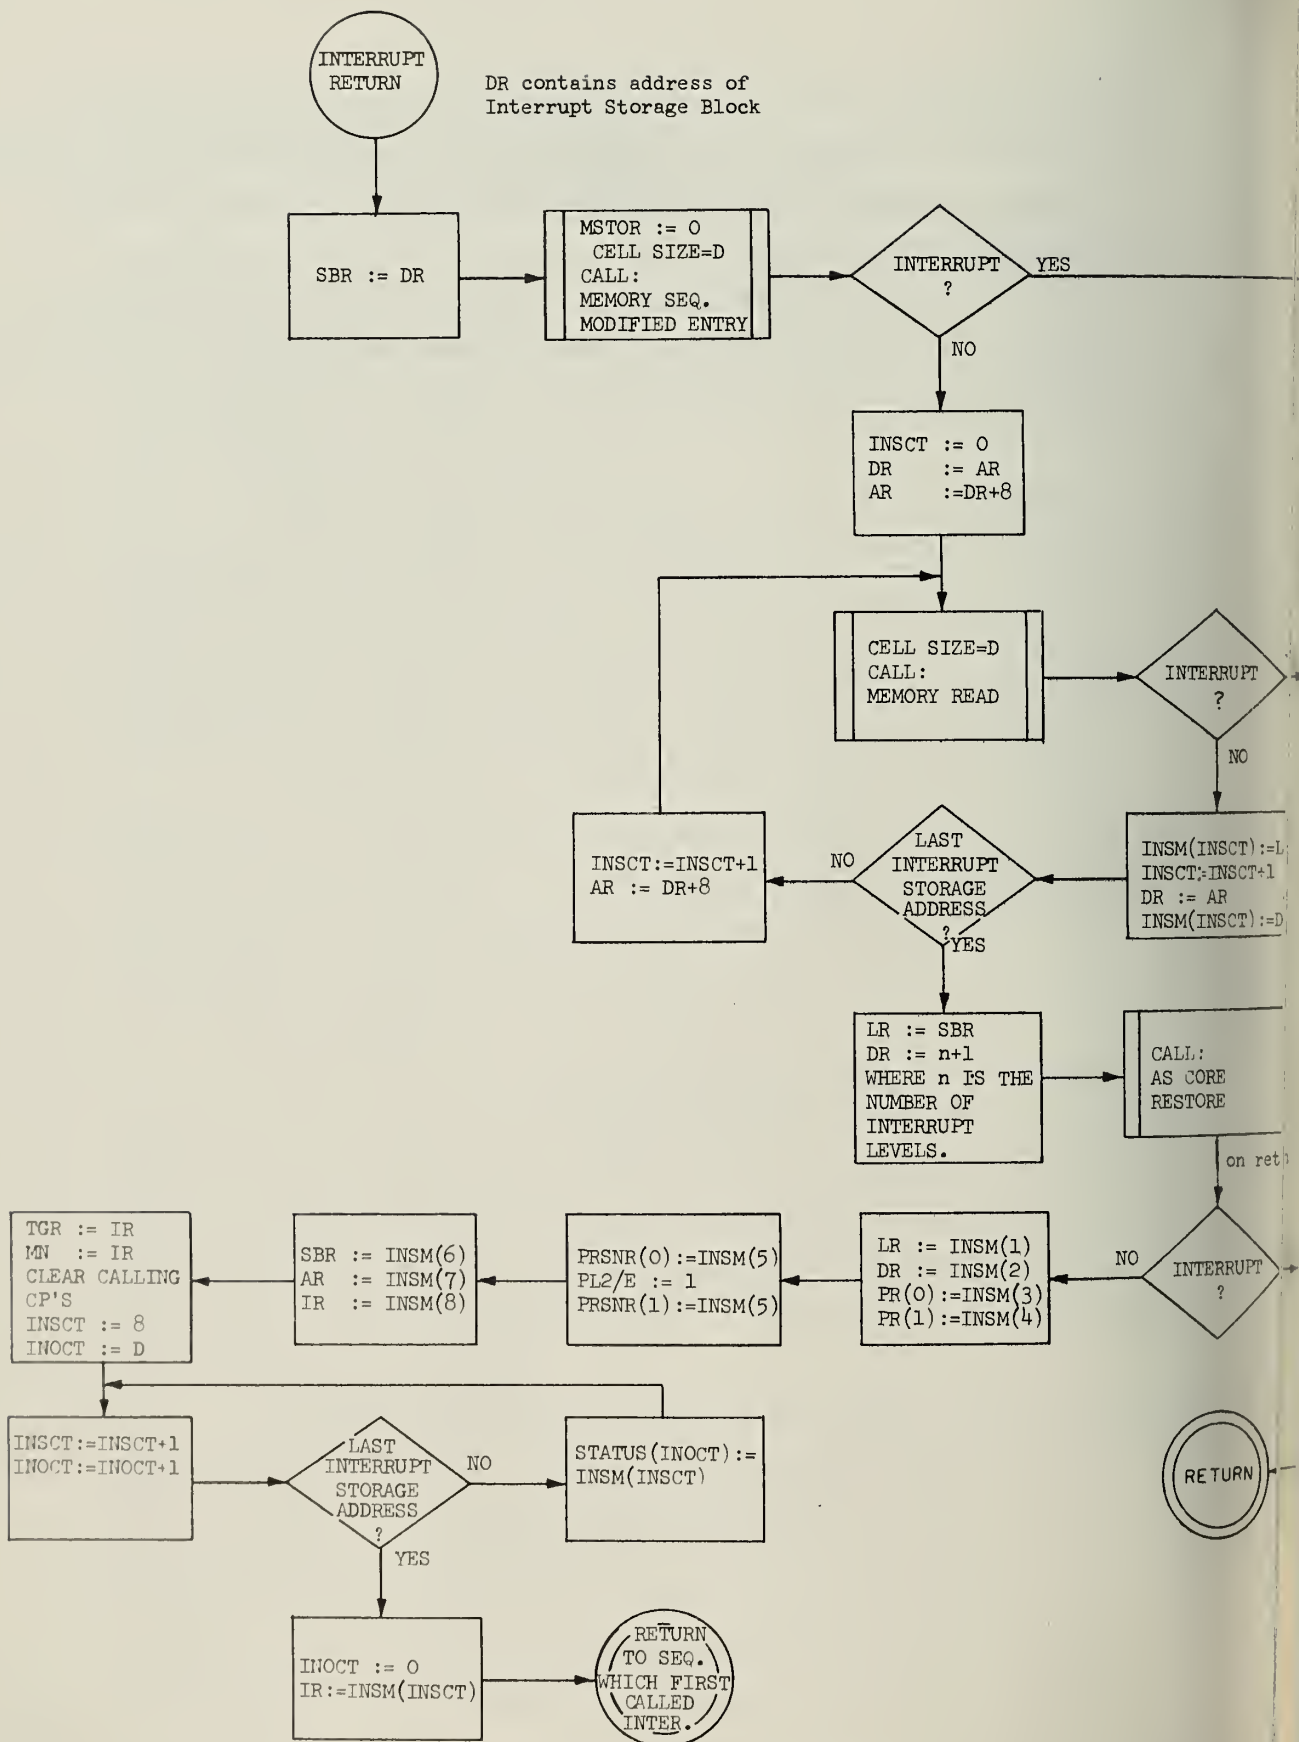 INTERRUPT
RETURN
DR contains address of
Interrupt Storage Block
SBR := DR
MSTOR := 0
CELL SIZE=D
CALL:
MEMORY SEQ.
MODIFIED ENTRY
INTERRUPT
?
YES
NO
INSCT := 0
DR := AR
AR :=DR+8
CELL SIZE=D
CALL:
MEMORY READ
INTERRUPT
?
NO
INSM(INSCT):=L
INSCT:=INSCT+1
DR := AR
INSM(INSCT):=D
LAST
INTERRUPT
STORAGE
ADDRESS
?
NO
YES
INSCT:=INSCT+1
AR := DR+8
LR := SBR
DR := n+1
WHERE n IS THE
NUMBER OF
INTERRUPT
LEVELS.
CALL:
AS CORE
RESTORE
on ret
INTERRUPT
?
NO
LR := INSM(1)
DR := INSM(2)
PR(0):=INSM(3)
PR(1):=INSM(4)
PRSNR(0):=INSM(5)
PL2/E := 1
PRSNR(1):=INSM(5)
SBR := INSM(6)
AR := INSM(7)
IR := INSM(8)
TGR := IR
MN := IR
CLEAR CALLING
CP'S
INSCT := 8
INOCT := D
INSCT:=INSCT+1
INOCT:=INOCT+1
LAST
INTERRUPT
STORAGE
ADDRESS
?
NO
YES
STATUS(INOCT):=
INSM(INSCT)
RETURN
INOCT := 0
IR:=INSM(INSCT)
RETURN
TO SEQ.
WHICH FIRST
CALLED
INTER.